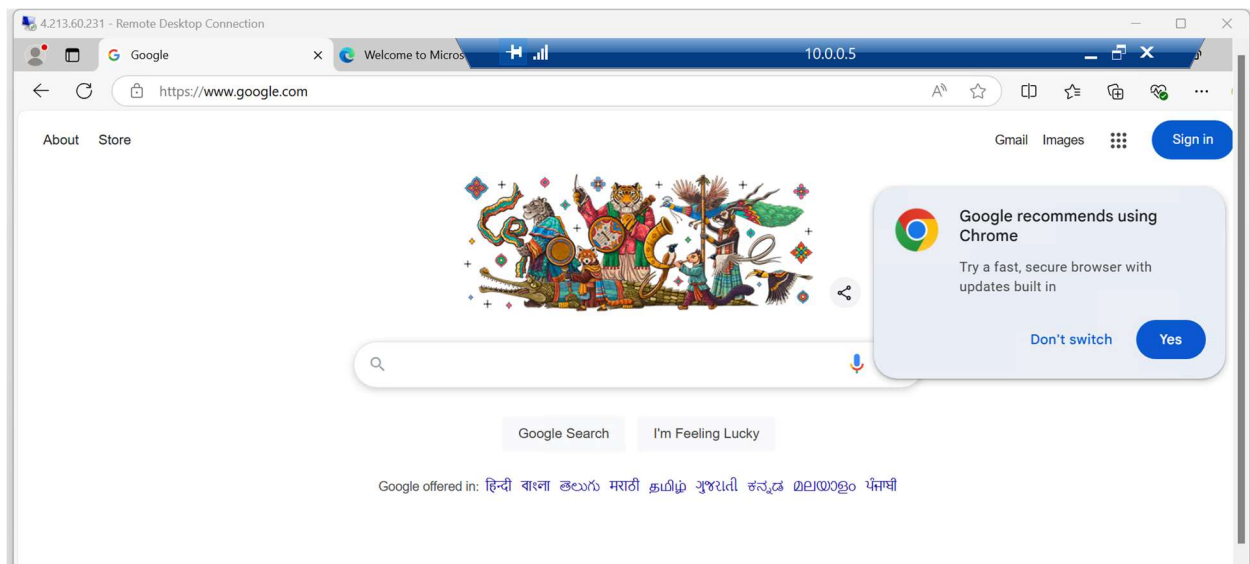 4.213.60.231 - Remote Desktop Connection
Google
Welcome to Micros
10.0.0.5
https://www.google.com
About Store
Gmail Images
Sign in
Google recommends using
Chrome
Try a fast, secure browser with
updates built in
Don't switch
Yes
Google Search
I'm Feeling Lucky
Google offered in: हिन्दी বাংলা తెలుగు मराठी தமிழ் ગુજરાતી ಕನ್ನಡ മലയാളം ਪੰਜਾਬੀ